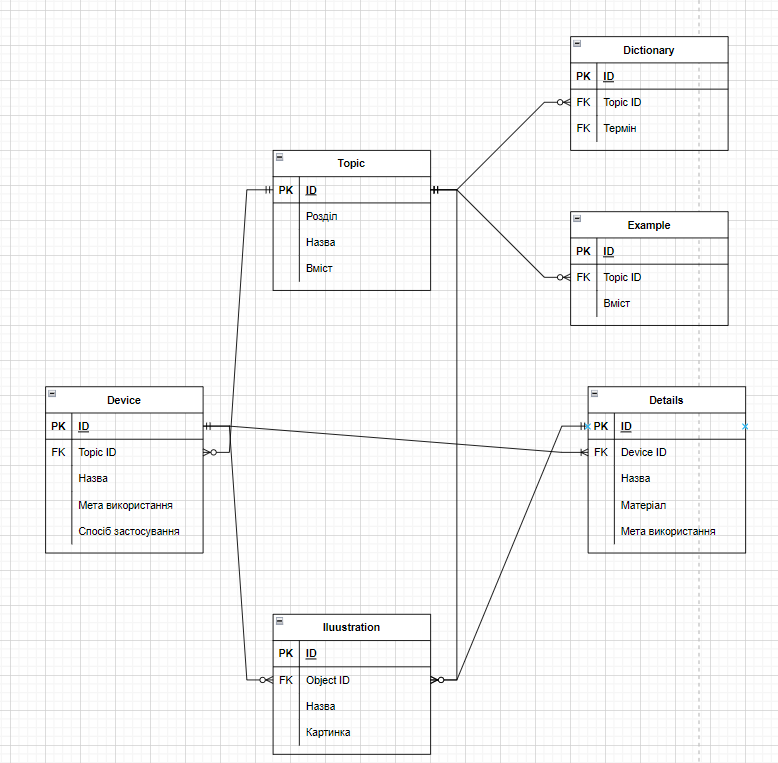 Dictionary
PK ID
FK Topic ID
FK Термін
Topic
PK ID
Розділ
Назва
Вміст
Example
PK ID
FK Topic ID
Вміст
Device
PK ID
FK Topic ID
Назва
Мета використання
Спосіб застосування
Details
PK ID
FK Device ID
Назва
Матеріал
Мета використання
Iluustration
PK ID
FK Object ID
Назва
Картинка